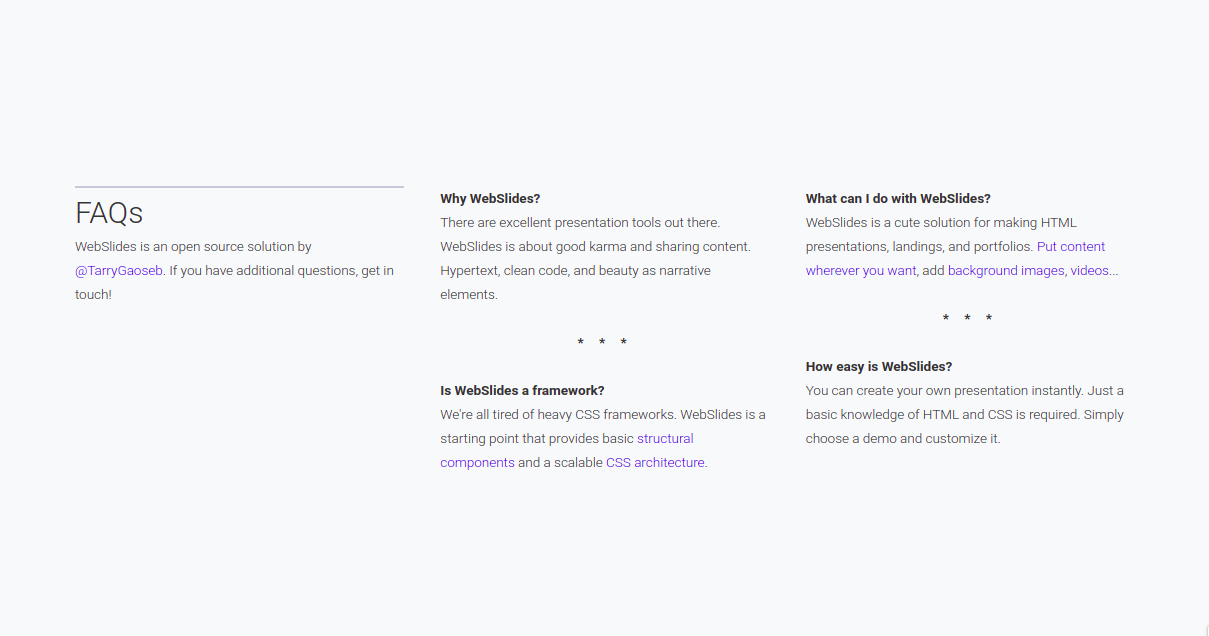 FAQs
WebSlides is an open source solution by
@TarryGaoseb. If you have additional questions, get in
touch!
Why WebSlides?
There are excellent presentation tools out there.
WebSlides is about good karma and sharing content.
Hypertext, clean code, and beauty as narrative
elements.
* * *
Is WebSlides a framework?
We're all tired of heavy CSS frameworks. WebSlides is a
starting point that provides basic structural
components and a scalable CSS architecture.
What can I do with WebSlides?
WebSlides is a cute solution for making HTML
presentations, landings, and portfolios. Put content
wherever you want, add background images, videos...
* * *
How easy is WebSlides?
You can create your own presentation instantly. Just a
basic knowledge of HTML and CSS is required. Simply
choose a demo and customize it.